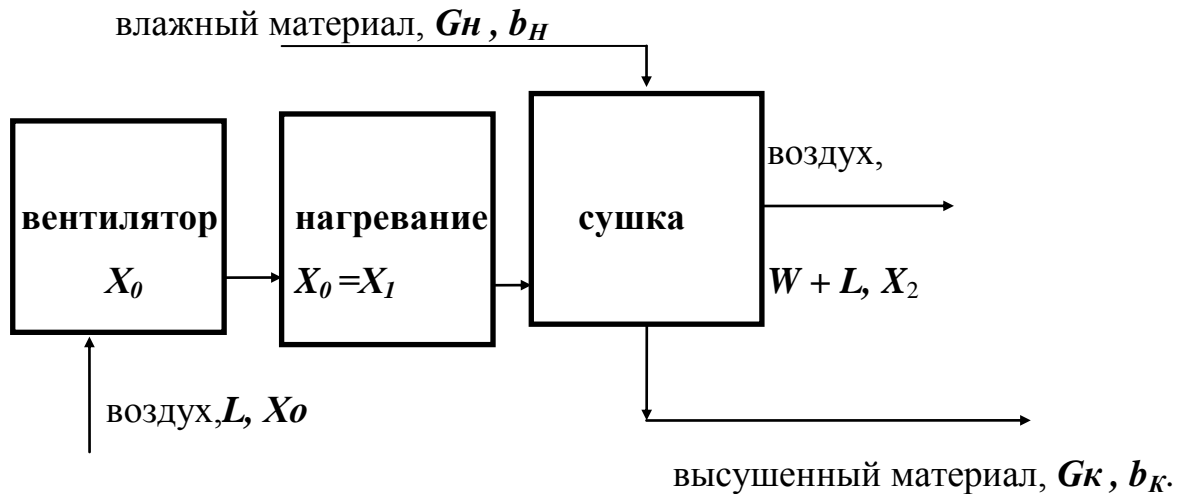 влажный материал, Gн , bН
воздух,
вентилятор
нагревание
сушка
X0
X0 =X1
W + L, X2
воздух,L, Xo
высушенный материал, Gк , bК.